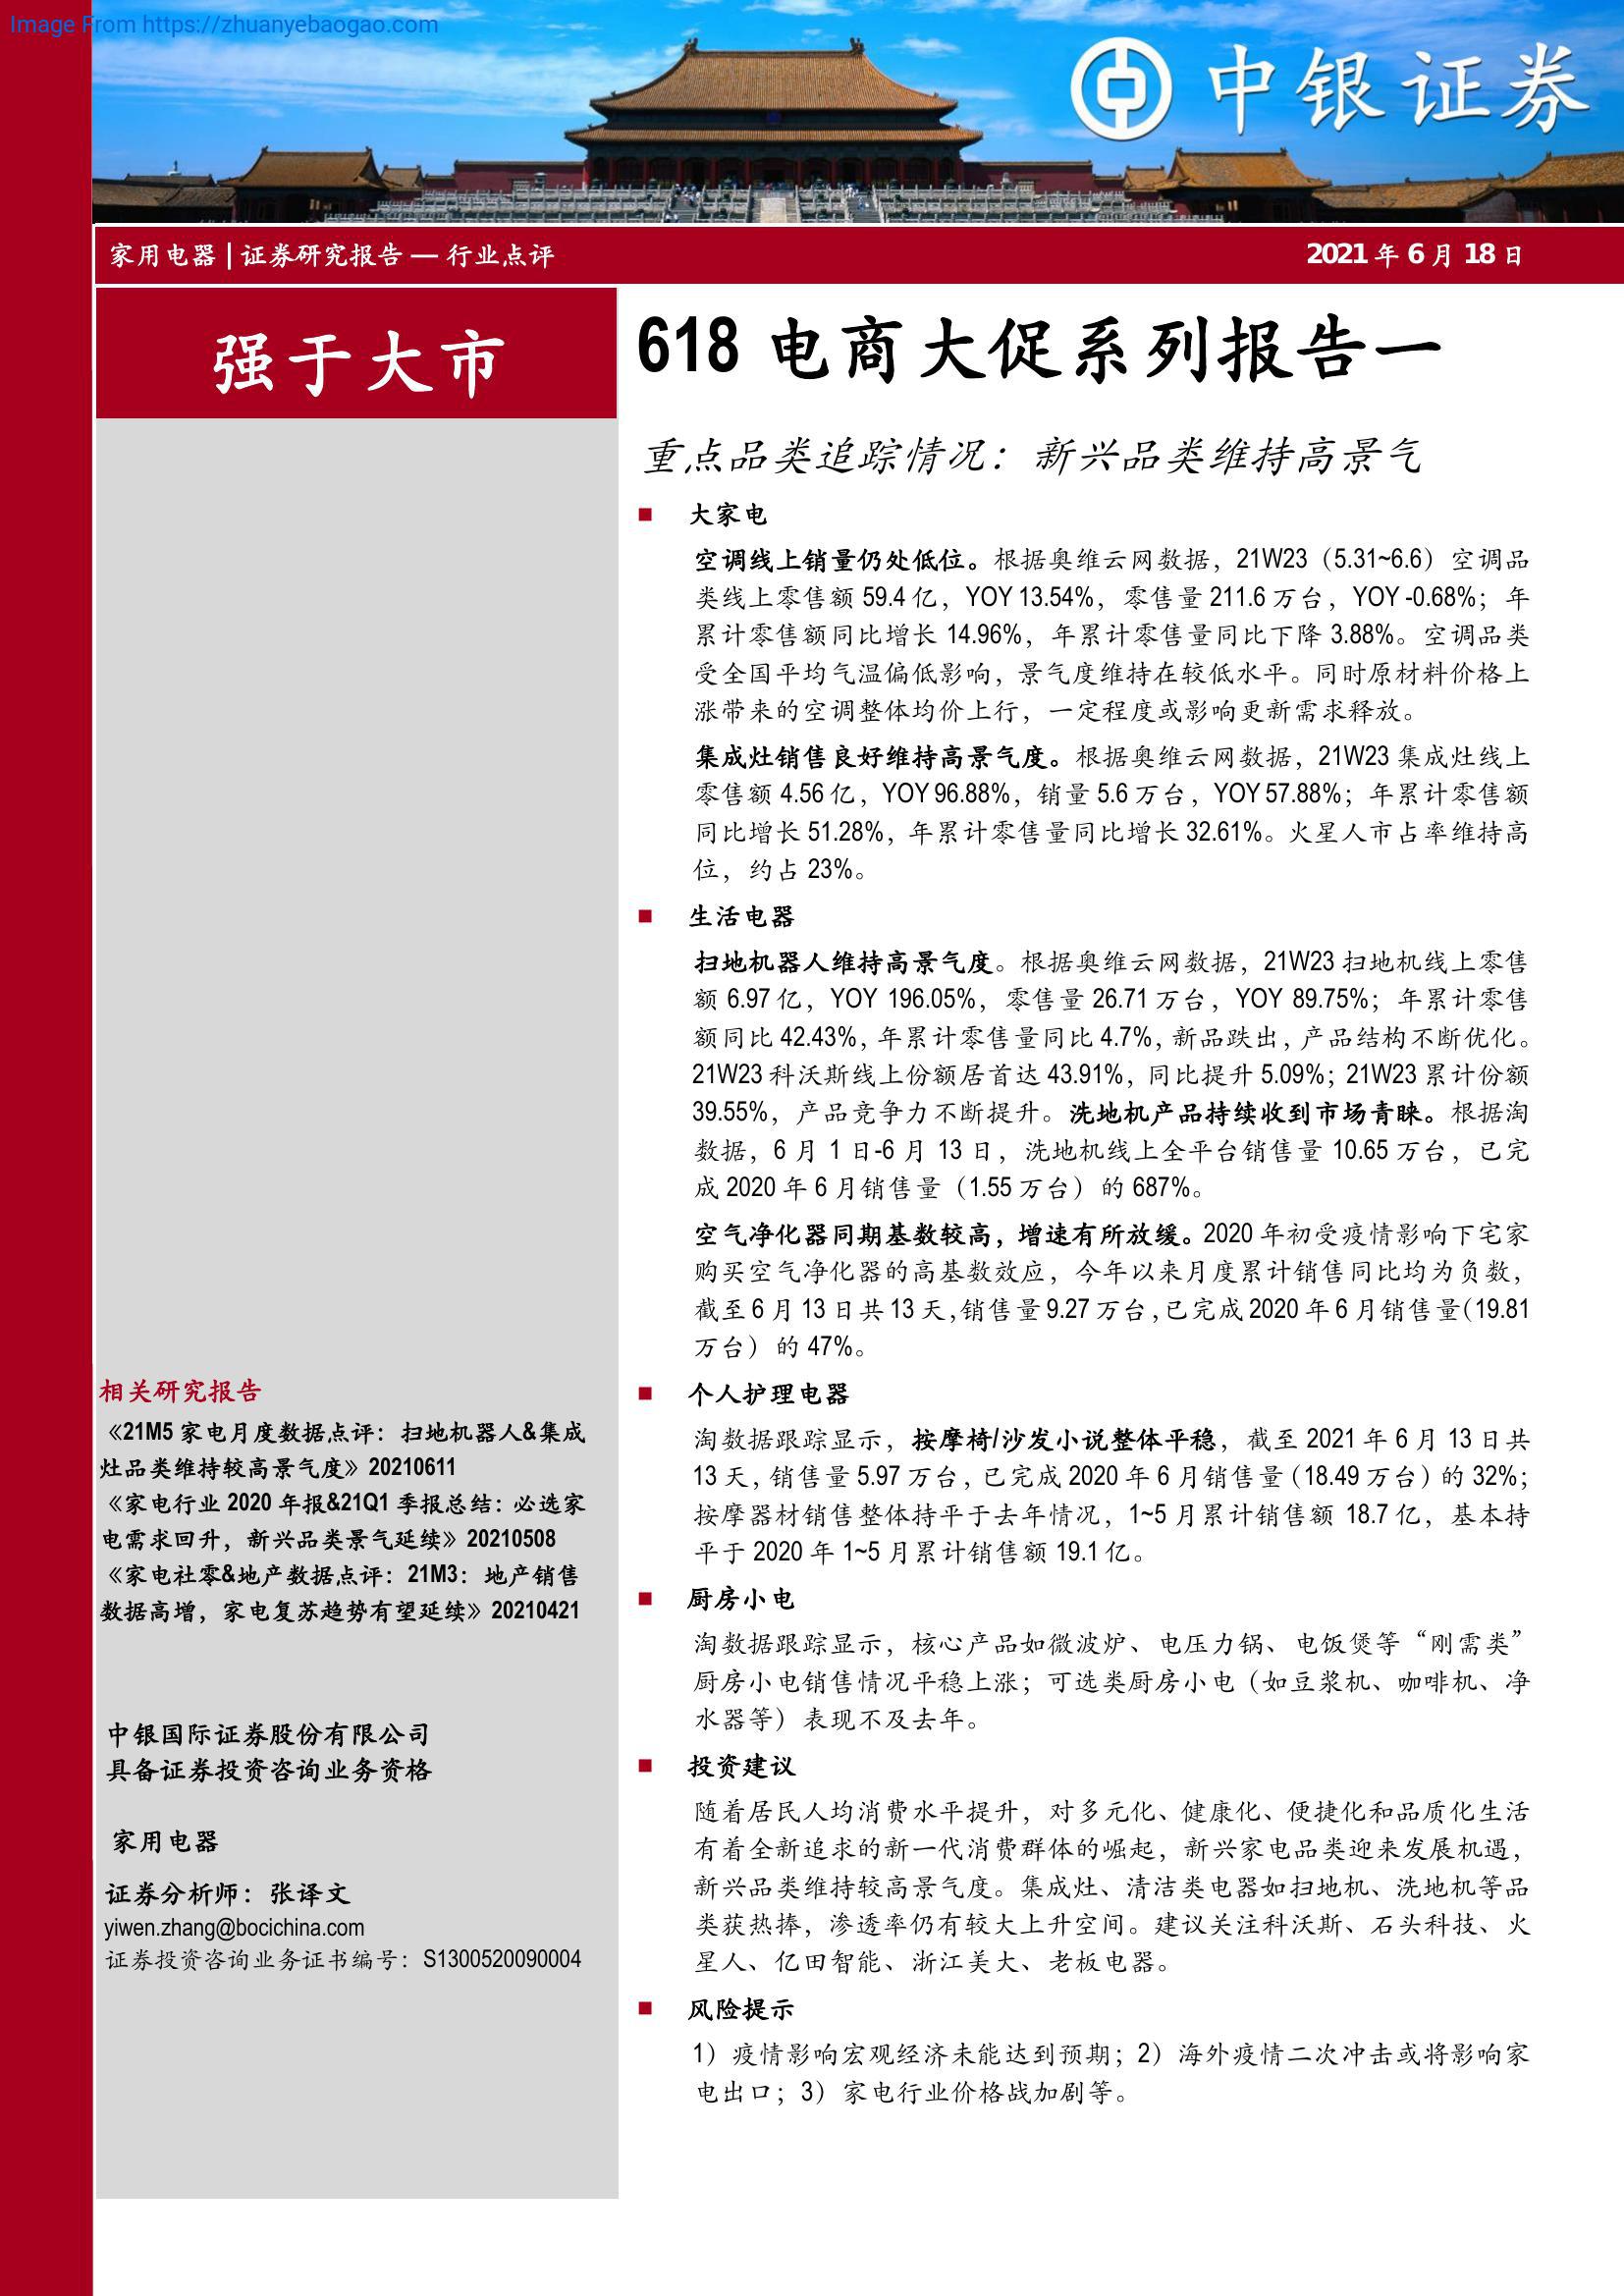 Image From https://zhuanyebaogao.com
中银证券
家用电器 | 证券研究报告 — 行业点评
2021 年 6 月 18 日
强于大市
618 电商大促系列报告一
重点品类追踪情况：新兴品类维持高景气
■ 大家电
空调线上销量仍处低位。根据奥维云网数据，21W23（5.31~6.6）空调品
类线上零售额 59.4 亿，YOY 13.54%，零售量 211.6 万台，YOY -0.68%；年
累计零售额同比增长 14.96%，年累计零售量同比下降 3.88%。空调品类
受全国平均气温偏低影响，景气度维持在较低水平。同时原材料价格上
涨带来的空调整体均价上行，一定程度或影响更新需求释放。
集成灶销售良好维持高景气度。根据奥维云网数据，21W23 集成灶线上
零售额 4.56 亿，YOY 96.88%，销量 5.6 万台，YOY 57.88%；年累计零售额
同比增长 51.28%，年累计零售量同比增长 32.61%。火星人市占率维持高
位，约占 23%。
■ 生活电器
扫地机器人维持高景气度。根据奥维云网数据，21W23 扫地机线上零售
额 6.97 亿，YOY 196.05%，零售量 26.71 万台，YOY 89.75%；年累计零售
额同比 42.43%，年累计零售量同比 4.7%，新品跌出，产品结构不断优化。
21W23 科沃斯线上份额居首达 43.91%，同比提升 5.09%；21W23 累计份额
39.55%，产品竞争力不断提升。洗地机产品持续收到市场青睐。根据淘
数据，6 月 1 日-6 月 13 日，洗地机线上全平台销售量 10.65 万台，已完
成 2020 年 6 月销售量（1.55 万台）的 687%。
空气净化器同期基数较高，增速有所放缓。2020 年初受疫情影响下宅家
购买空气净化器的高基数效应，今年以来月度累计销售同比均为负数，
截至 6 月 13 日共 13 天，销售量 9.27 万台，已完成 2020 年 6 月销售量（19.81
万台）的 47%。
■ 个人护理电器
淘数据跟踪显示，按摩椅/沙发小说整体平稳，截至 2021 年 6 月 13 日共
13 天，销售量 5.97 万台，已完成 2020 年 6 月销售量（18.49 万台）的 32%；
按摩器材销售整体持平于去年情况，1~5 月累计销售额 18.7 亿，基本持
平于 2020 年 1~5 月累计销售额 19.1 亿。
■ 厨房小电
淘数据跟踪显示，核心产品如微波炉、电压力锅、电饭煲等“刚需类”
厨房小电销售情况平稳上涨；可选类厨房小电（如豆浆机、咖啡机、净
水器等）表现不及去年。
■ 投资建议
随着居民人均消费水平提升，对多元化、健康化、便捷化和品质化生活
有着全新追求的新一代消费群体的崛起，新兴家电品类迎来发展机遇，
新兴品类维持较高景气度。集成灶、清洁类电器如扫地机、洗地机等品
类获热捧，渗透率仍有较大上升空间。建议关注科沃斯、石头科技、火
星人、亿田智能、浙江美大、老板电器。
■ 风险提示
1）疫情影响宏观经济未能达到预期；2）海外疫情二次冲击或将影响家
电出口；3）家电行业价格战加剧等。
相关研究报告
《21M5 家电月度数据点评：扫地机器人&集成
灶品类维持较高景气度》20210611
《家电行业 2020 年报&21Q1 季报总结：必选家
电需求回升，新兴品类景气延续》20210508
《家电社零&地产数据点评：21M3：地产销售
数据高增，家电复苏趋势有望延续》20210421
中银国际证券股份有限公司
具备证券投资咨询业务资格
家用电器
证券分析师：张译文
yiwen.zhang@bocichina.com
证券投资咨询业务证书编号：S1300520090004